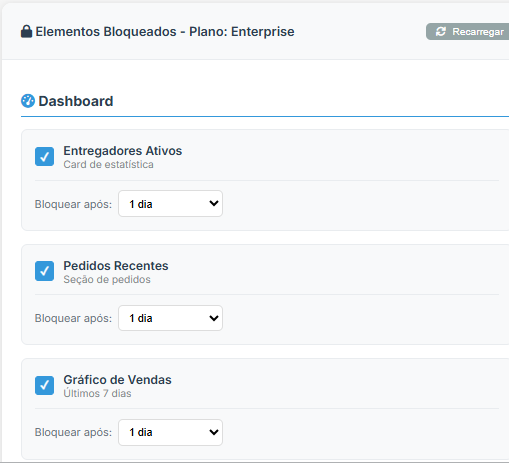 Elementos Bloqueados - Plano: Enterprise
Recarregar
Dashboard
Entregadores Ativos
Card de estatística
Bloquear após: 1 dia
Pedidos Recentes
Seção de pedidos
Bloquear após: 1 dia
Gráfico de Vendas
Últimos 7 dias
Bloquear após: 1 dia